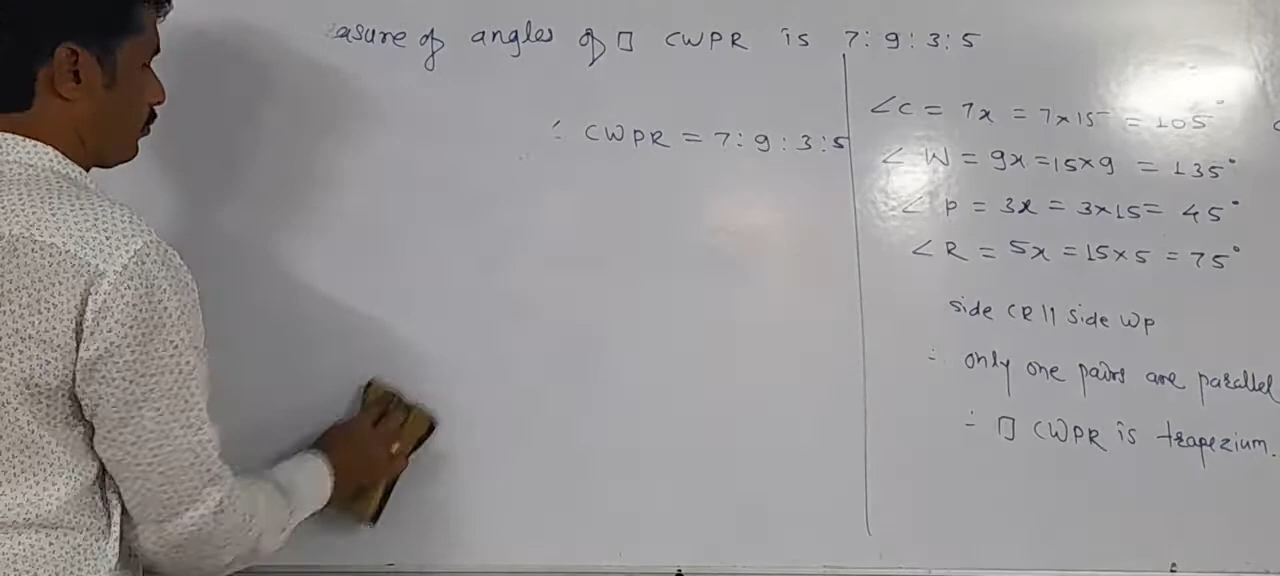 asure of angles of □ CWPR is 7:9:3:5
∴ CWPR = 7:9:3:5
∠C = 7x = 7×15 = 105°
∠W = 9x = 15×9 = 135°
∠P = 3x = 3×15 = 45°
∠R = 5x = 15×5 = 75°
side CR || side WP
∴ only one pairs are parallel
∴ □ CWPR is trapezium.